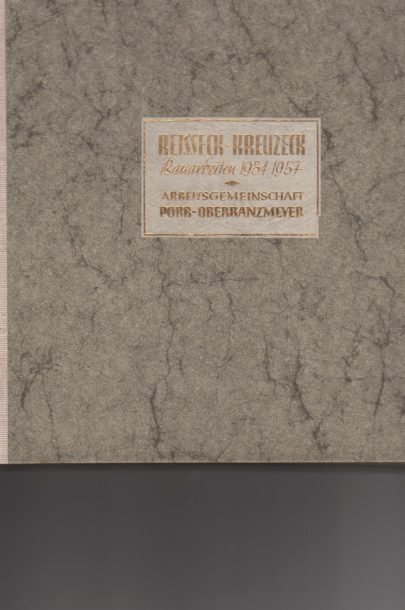 REISSECK-KREUZECK
Bauarbeiten 1954-1957
ARBEITSGEMEINSCHAFT
PORR-OBERRANZMEYER